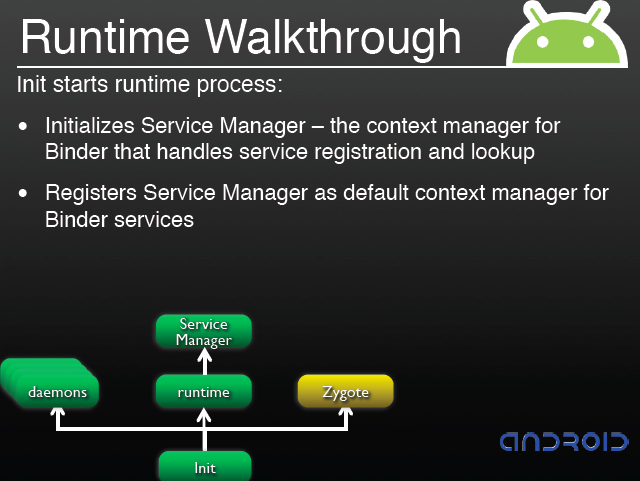 Runtime Walkthrough
Init starts runtime process:
• Initializes Service Manager – the context manager for
Binder that handles service registration and lookup
• Registers Service Manager as default context manager for
Binder services
Service
Manager
daemons
runtime
Zygote
Init
ANDROID